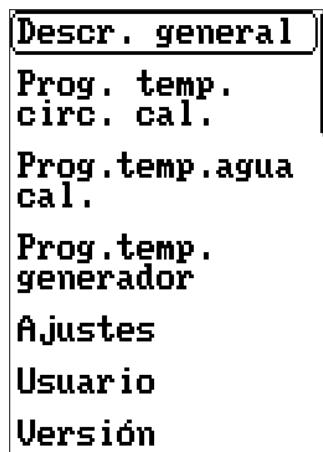 Descr. general
Prog. temp.
circ. cal.
Prog.temp.agua
cal.
Prog.temp.
generador
Ajustes
Usuario
Versión